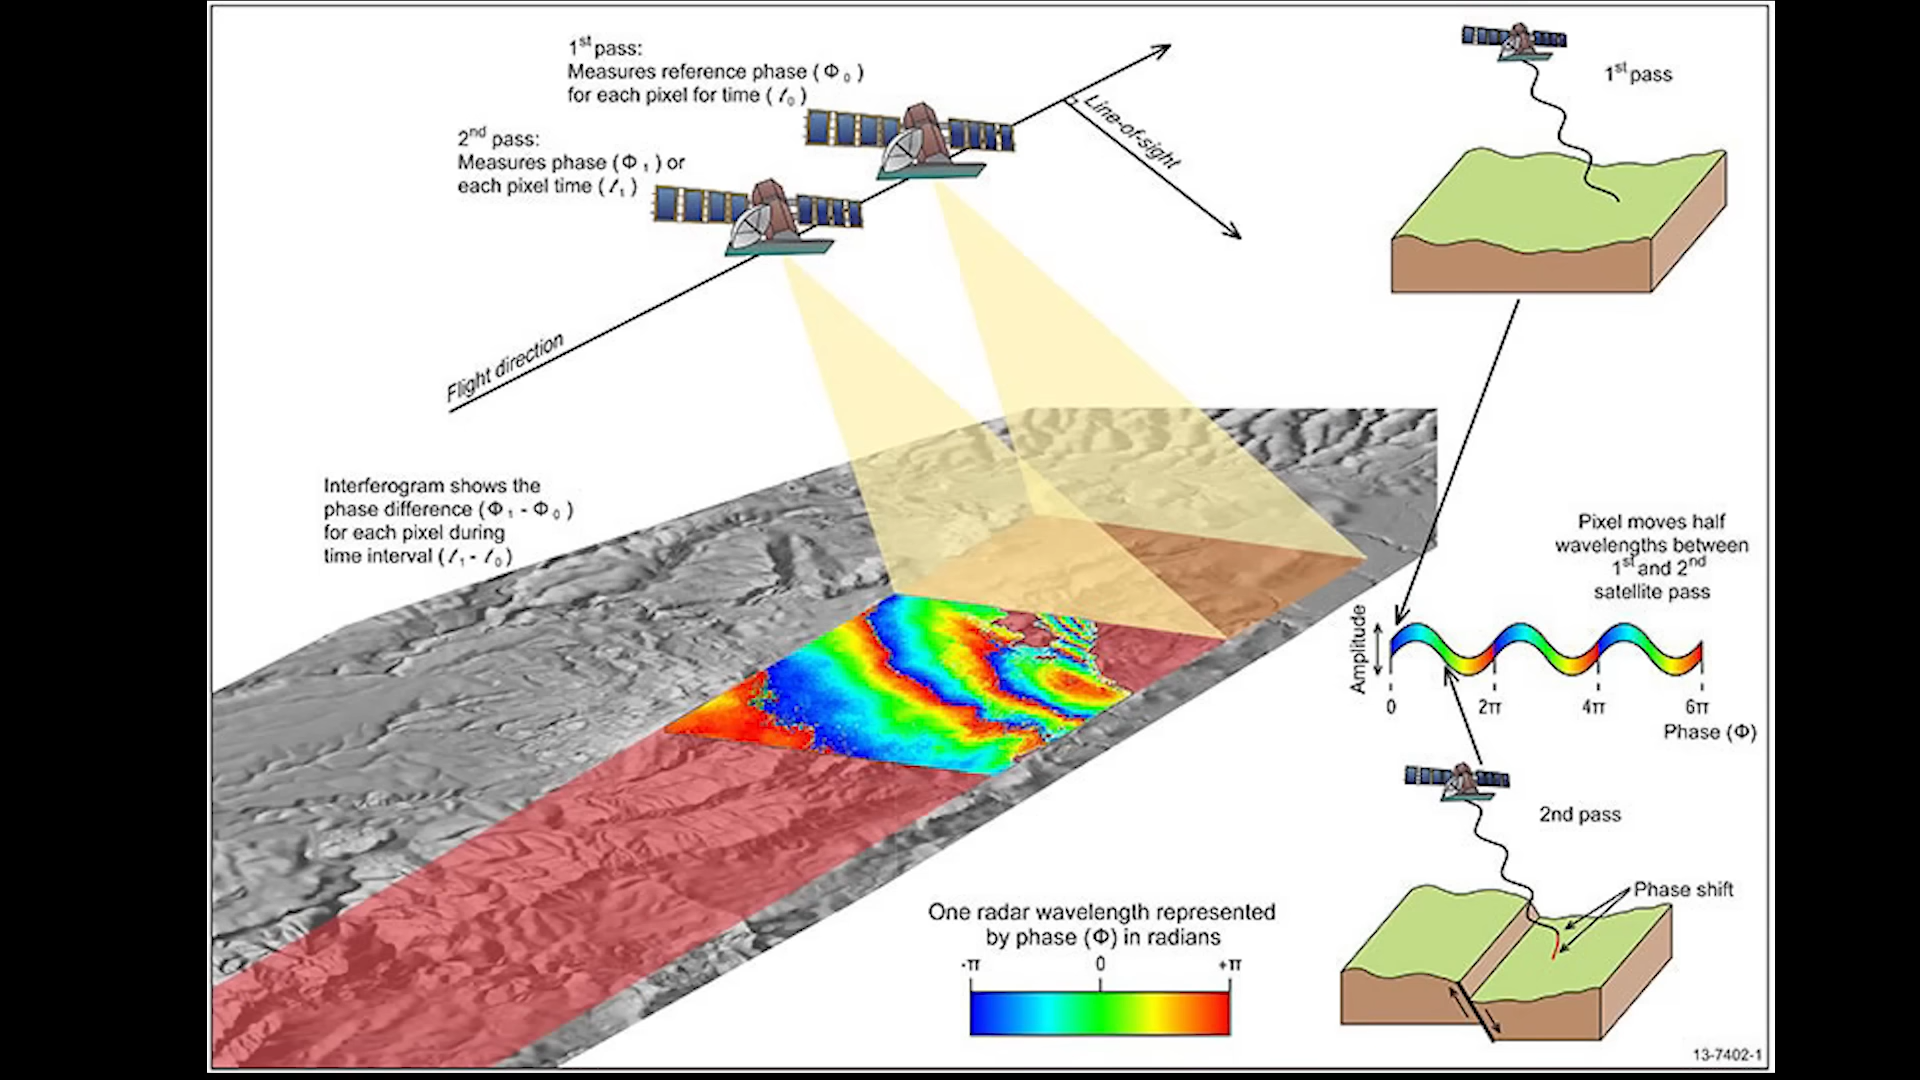 1st pass:
Measures reference phase (Φ0)
for each pixel for time (t0)
2nd pass:
Measures phase (Φ1) or
each pixel time (t1)
Line-of-sight
Flight direction
1st pass
Interferogram shows the
phase difference (Φ1 - Φ0)
for each pixel during
time interval (t1 - t0)
Pixel moves half
wavelengths between
1st and 2nd
satellite pass
Amplitude
0 2π 4π 6π
Phase (Φ)
2nd pass
Phase shift
One radar wavelength represented
by phase (Φ) in radians
-π 0 +π
13-7402-1